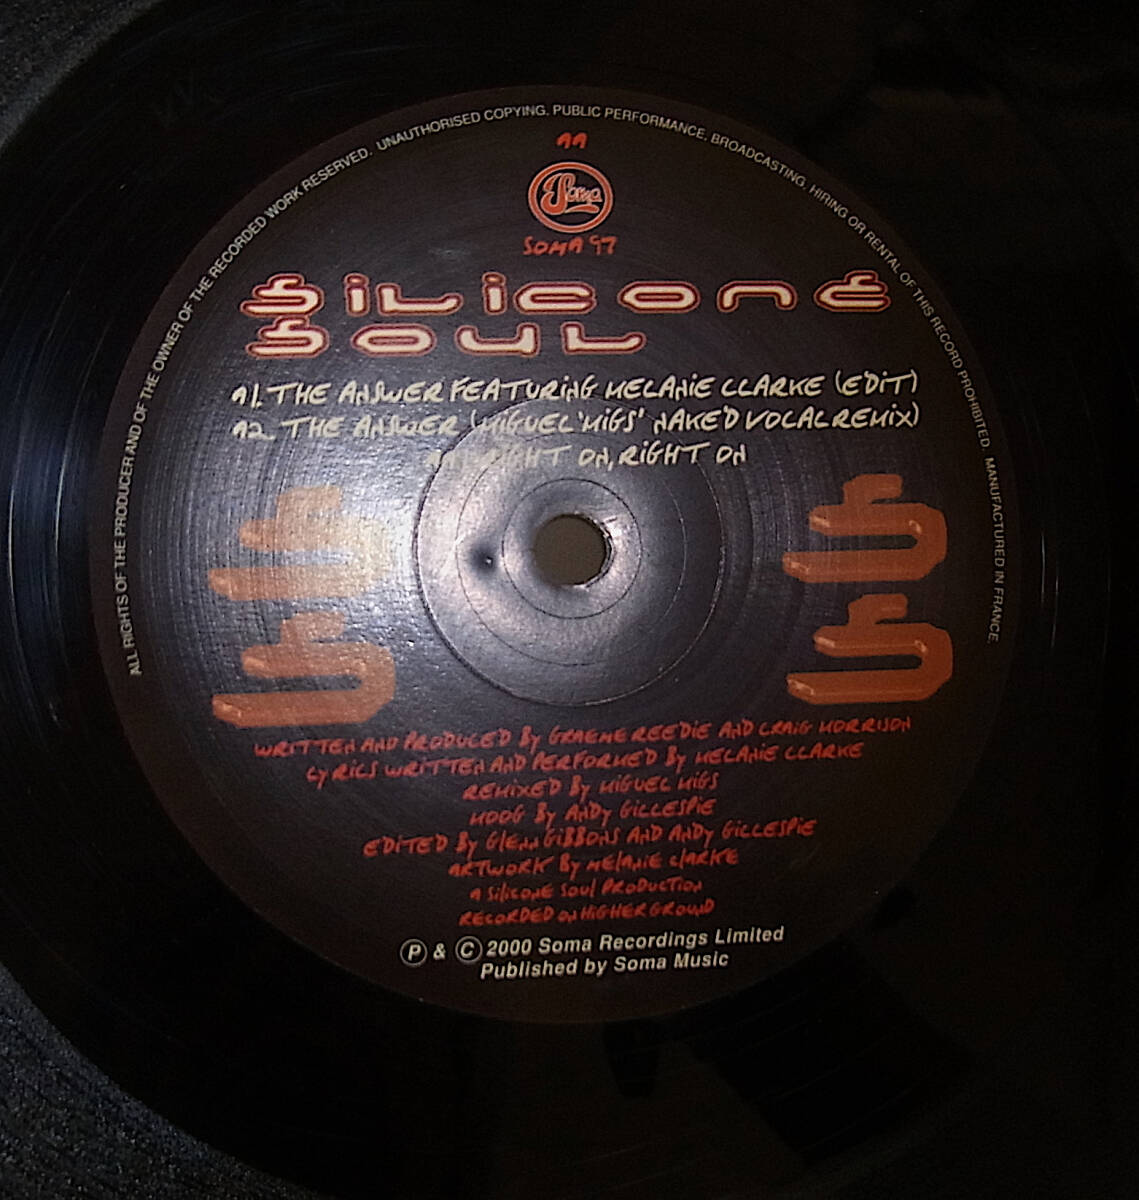 ALL RIGHTS OF THE PRODUCER AND OF THE OWNER OF THE RECORDED WORK RESERVED. UNAUTHORISED COPYING. PUBLIC PERFORMANCE. BROADCASTING. HIRING OR RENTAL OF THIS RECORD PROHIBITED. MANUFACTURED IN FRANCE.
AA
Soma
SOMA 97
SILICONE
SOUL
A1. THE ANSWER FEATURING MELANIE CLARKE (EDIT)
A2. THE ANSWER (MIGUEL 'MIGS' NAKED VOCAL REMIX)
RIGHT ON, RIGHT ON
WRITTEN AND PRODUCED By GRAEME REEDIE AND CRAIG MORRISON
LYRICS WRITTEN AND PERFORMED By MELANIE CLARKE
REMIXED By MIGUEL MIGS
MOOG By ANDY GILLESPIE
EDITED By GLENN GIBBONS AND ANDY GILLESPIE
ARTWORK By MELANIE CLARKE
A SILICONE SOUL PRODUCTION
RECORDED ON HIGHER GROUND
Ⓟ & © 2000 Soma Recordings Limited
Published by Soma Music